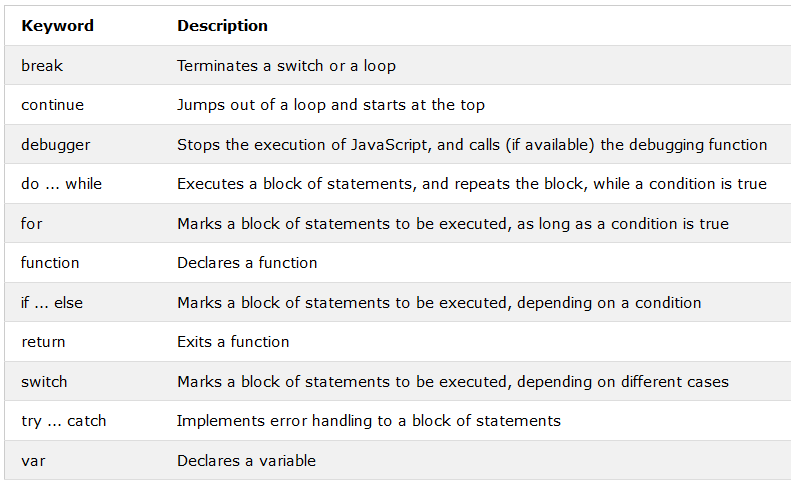 Keyword Description
break Terminates a switch or a loop
continue Jumps out of a loop and starts at the top
debugger Stops the execution of JavaScript, and calls (if available) the debugging function
do ... while Executes a block of statements, and repeats the block, while a condition is true
for Marks a block of statements to be executed, as long as a condition is true
function Declares a function
if ... else Marks a block of statements to be executed, depending on a condition
return Exits a function
switch Marks a block of statements to be executed, depending on different cases
try ... catch Implements error handling to a block of statements
var Declares a variable